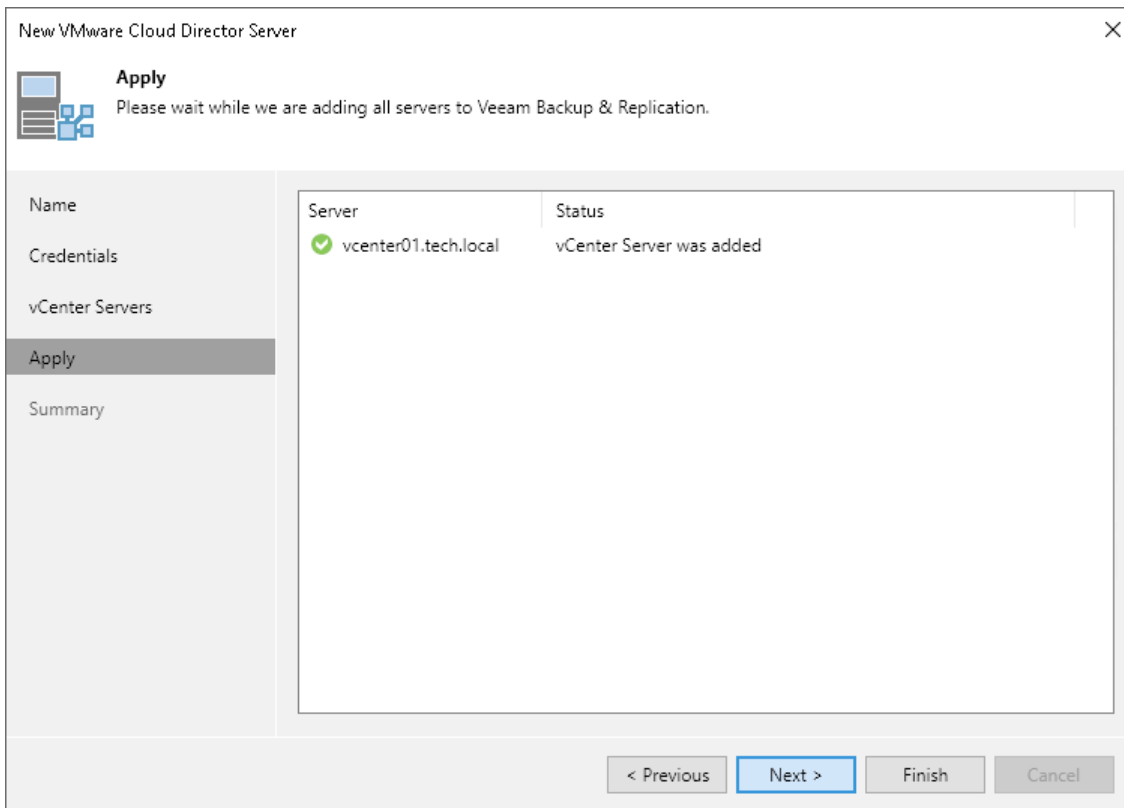 New VMware Cloud Director Server
Apply
Please wait while we are adding all servers to Veeam Backup & Replication.
Name
Credentials
vCenter Servers
Apply
Summary
Server Status
vcenter01.tech.local vCenter Server was added
< Previous Next > Finish Cancel